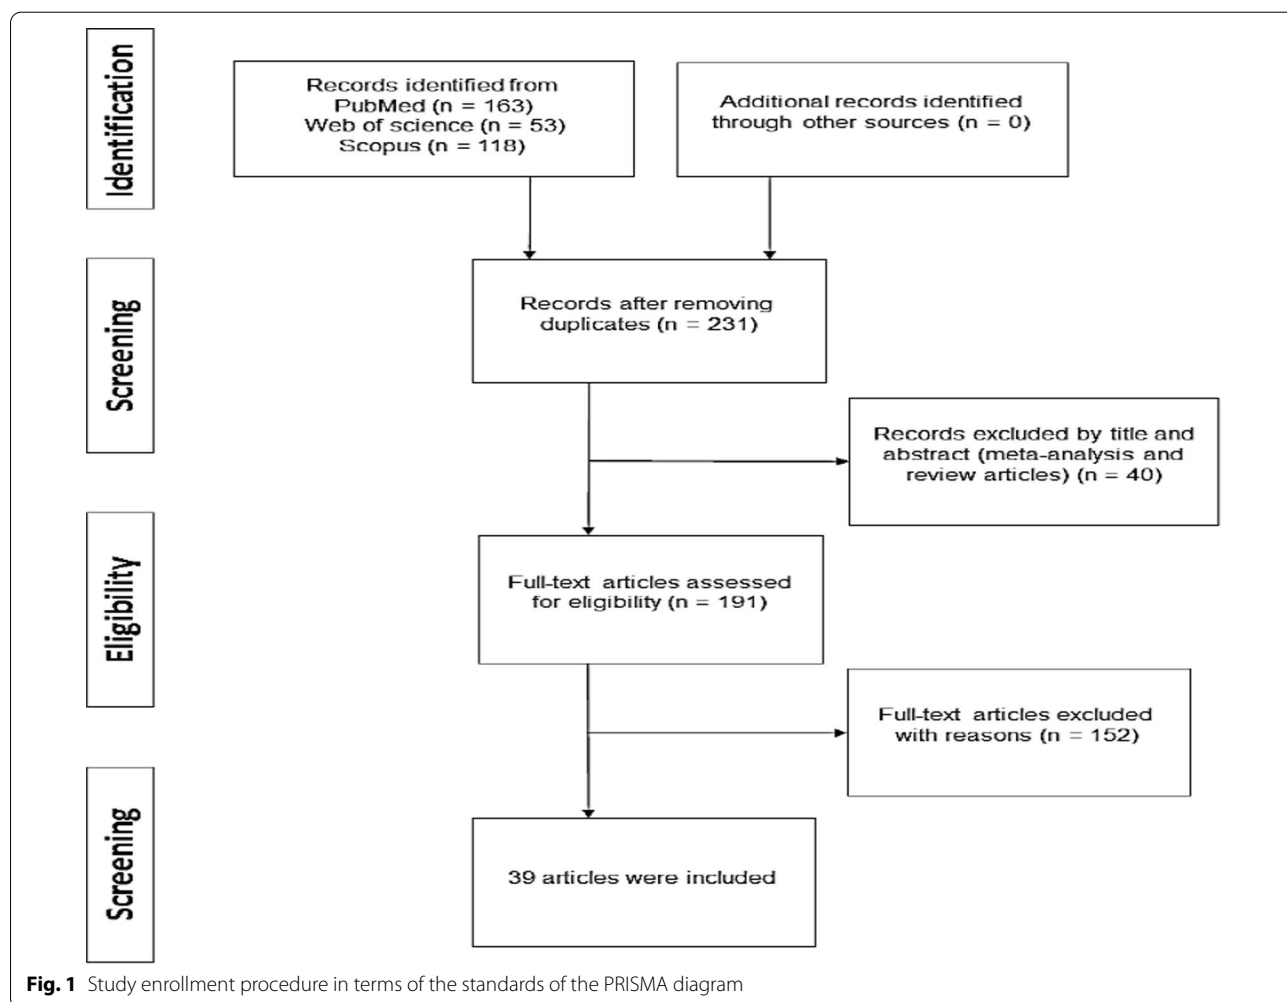 Identification
Records identified from
PubMed (n = 163)
Web of science (n = 53)
Scopus (n = 118)
Additional records identified
through other sources (n = 0)
Screening
Records after removing
duplicates (n = 231)
Records excluded by title and
abstract (meta-analysis and
review articles) (n = 40)
Eligibility
Full-text articles assessed
for eligibility (n = 191)
Full-text articles excluded
with reasons (n = 152)
Screening
39 articles were included
Fig. 1 Study enrollment procedure in terms of the standards of the PRISMA diagram